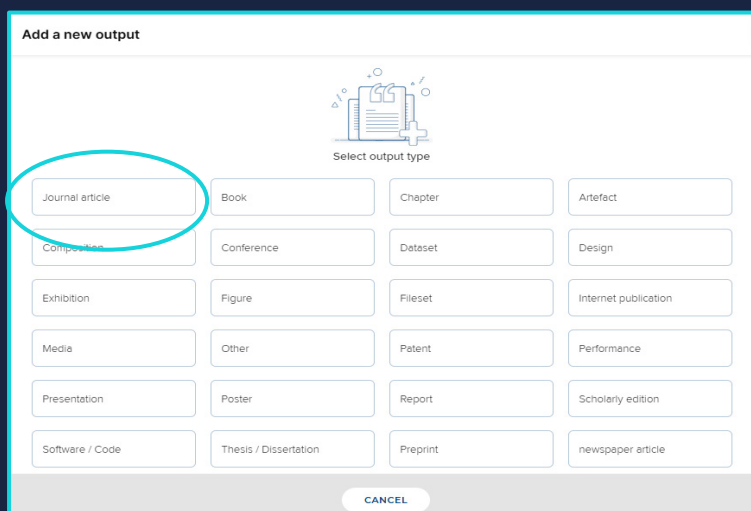 Add a new output
Select output type
Journal article
Book
Chapter
Artefact
Composition
Conference
Dataset
Design
Exhibition
Figure
Fileset
Internet publication
Media
Other
Patent
Performance
Presentation
Poster
Report
Scholarly edition
Software / Code
Thesis / Dissertation
Preprint
newspaper article
CANCEL